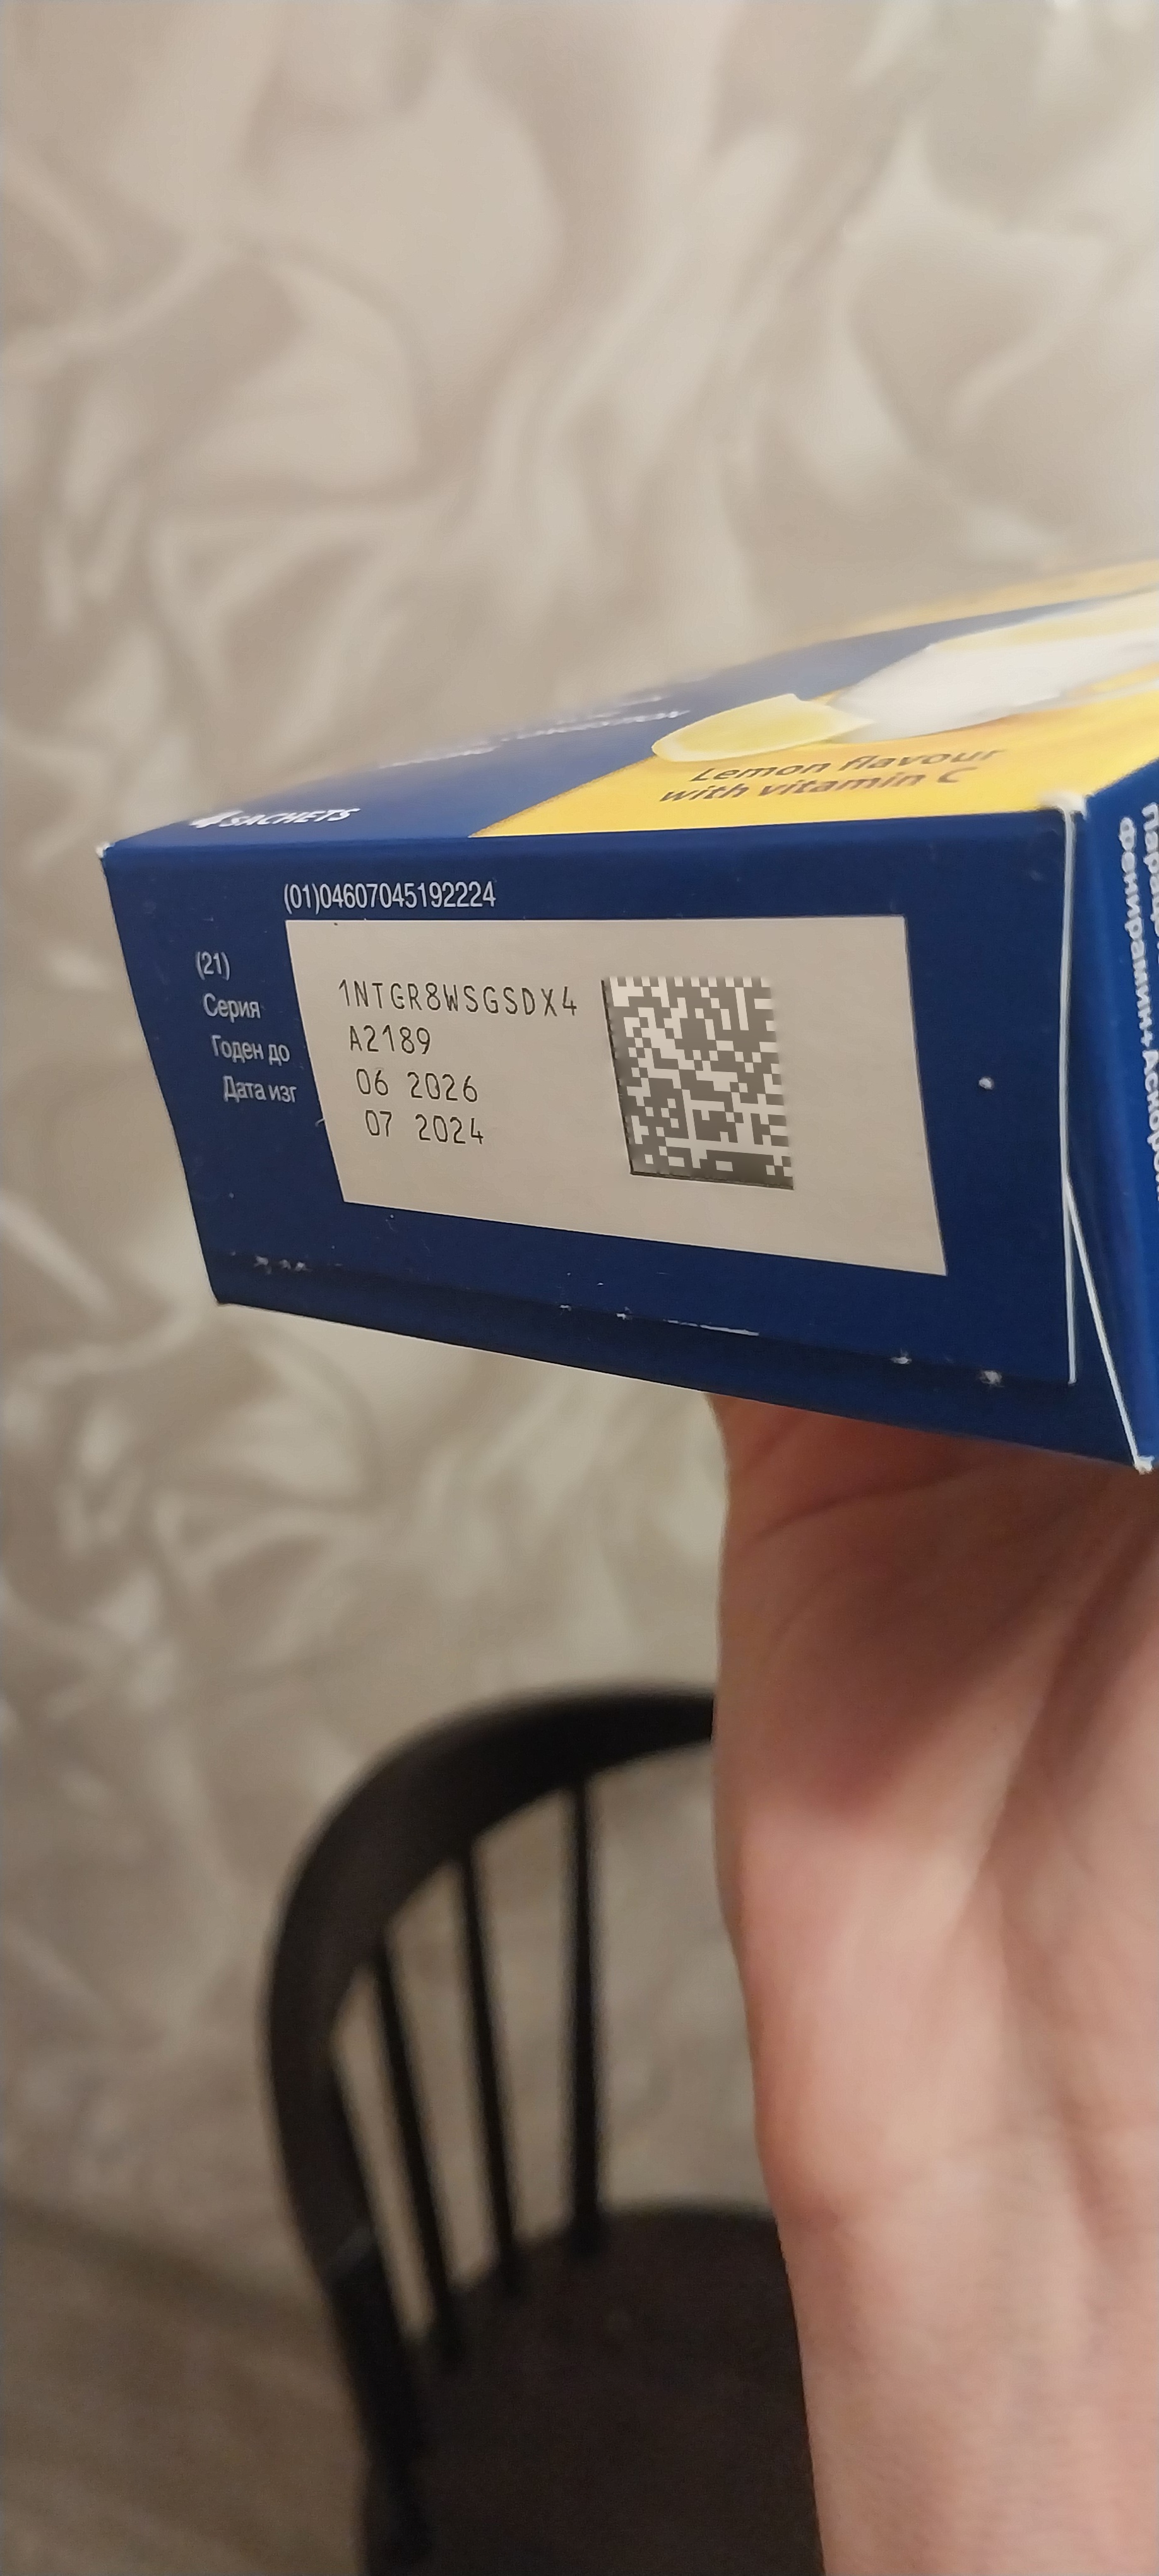 Lemon flavour
with vitamin C
4 SACHETS
(01)04607045192224
(21) 1NTGR8WSGSDX4
Серия A2189
Годен до 06 2026
Дата изг 07 2024